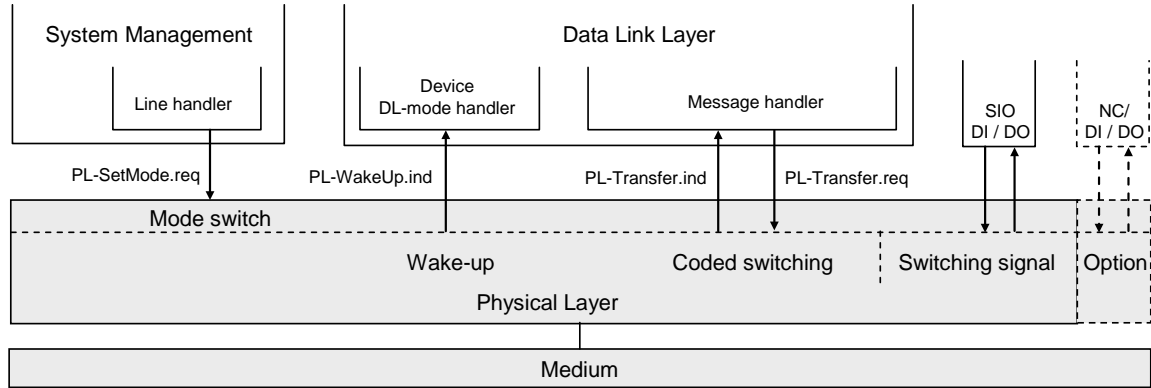 System Management
Data Link Layer
Line handler
Device
DL-mode handler
Message handler
SIO
DI / DO
NC/
DI / DO
PL-SetMode.req
PL-WakeUp.ind
PL-Transfer.ind
PL-Transfer.req
Mode switch
Wake-up
Coded switching
Switching signal
Option
Physical Layer
Medium